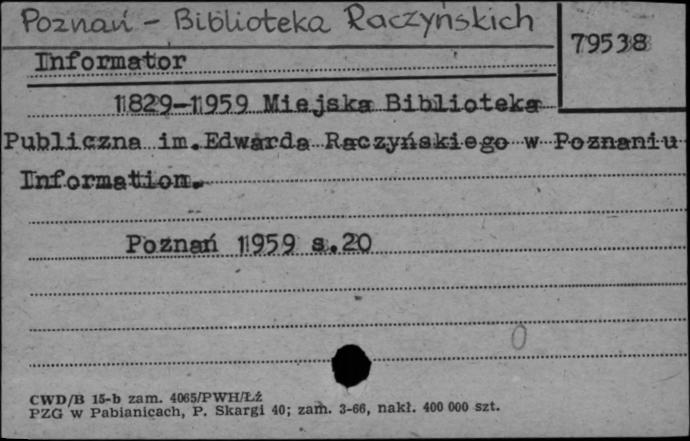 Poznań - Biblioteka Raczyńskich
79538
Informator
1829-1959 Miejska Biblioteka
Publiczna im.Edwarda Raczyńskiego w Poznaniu
Information.
Poznań 1959 s.20
0
CWD/B 15-b zam. 4065/PWH/Łż
PZG w Pabianicach, P. Skargi 40; zam. 3-66, nakł. 400 000 szt.